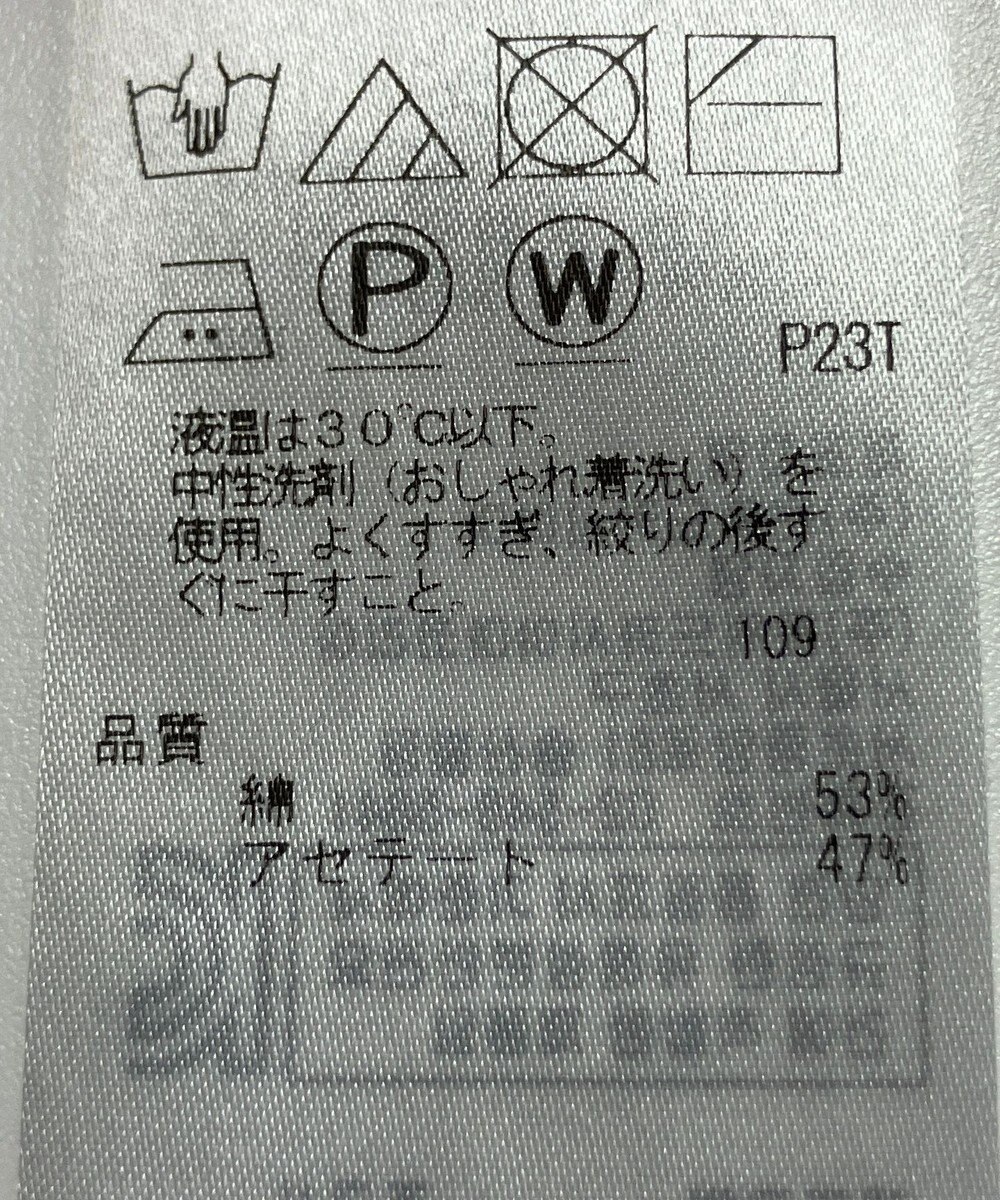 P W
P23T
液温は30℃以下。
中性洗剤(おしゃれ着洗い)を
使用。よくすすぎ、絞りの後す
ぐに干すこと。
109
品質
綿 53%
アセテート 47%